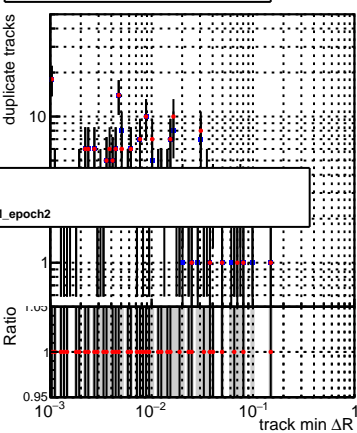 duplicate tracks
10
l_epoch2
1
Ratio
1.05
1
0.95
10⁻³
10⁻²
10⁻¹
1
track min ΔR